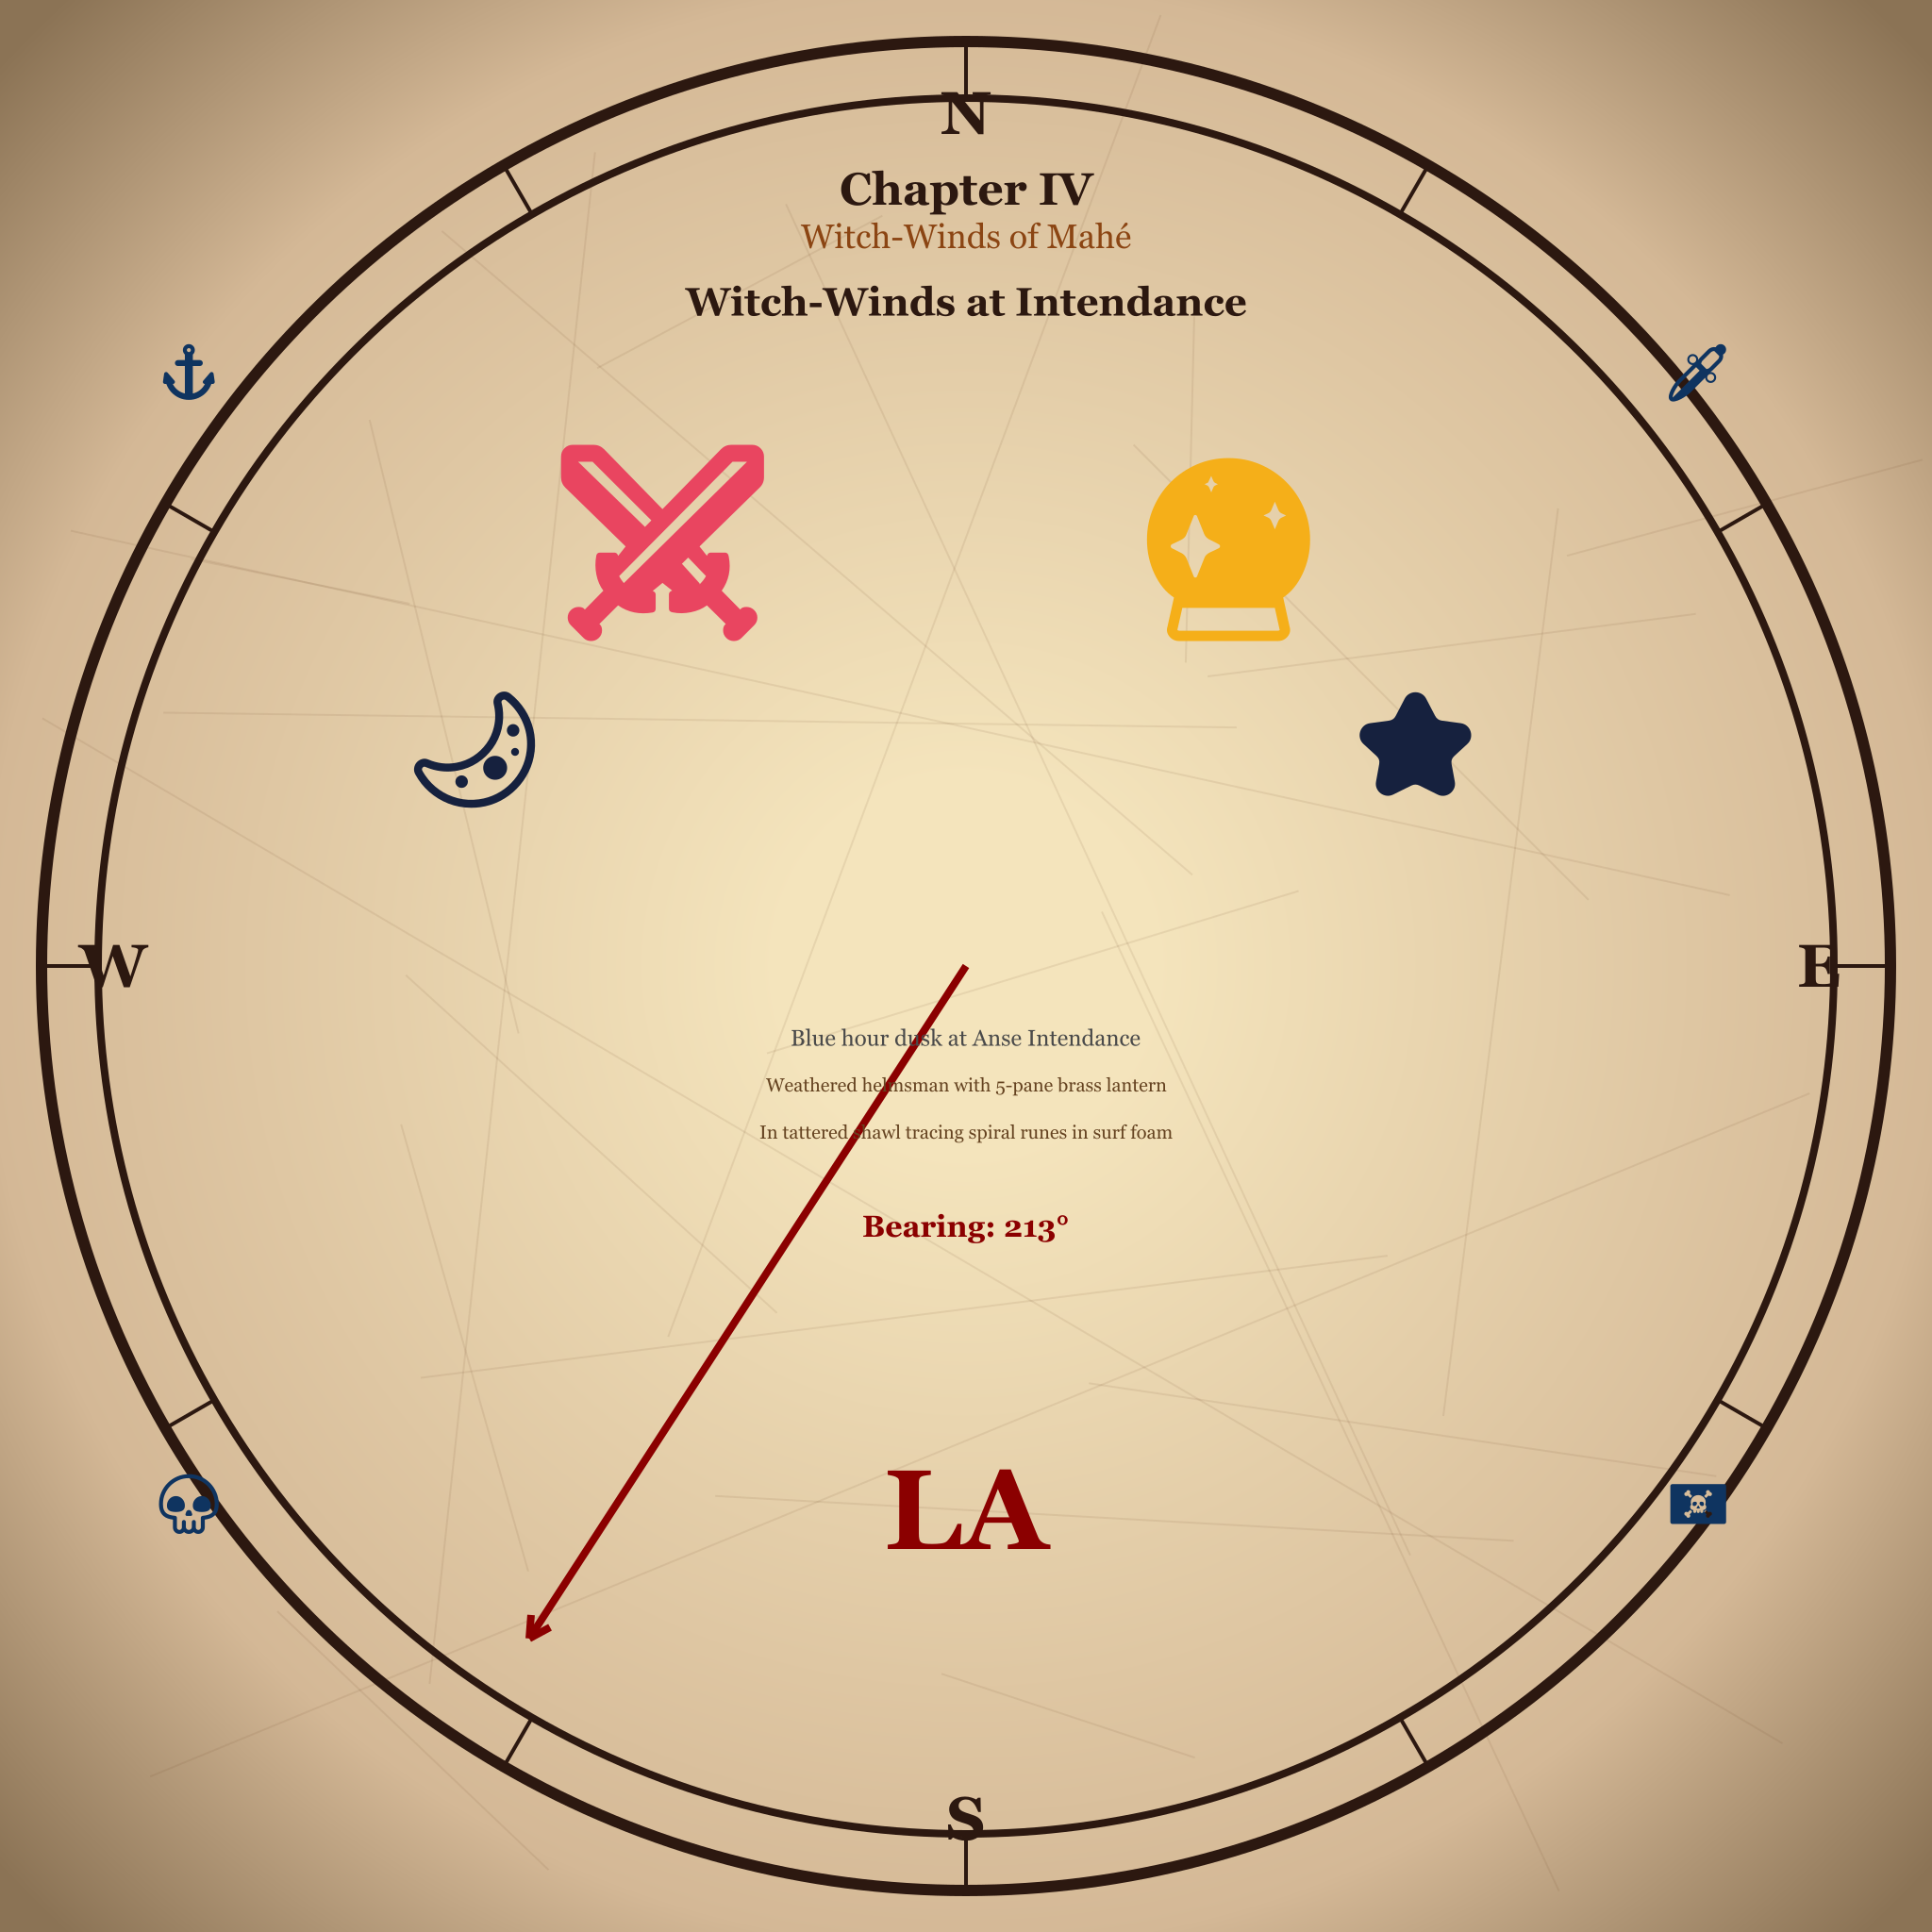 N
Chapter IV
Witch-Winds of Mahé
Witch-Winds at Intendance
W
E
Blue hour dusk at Anse Intendance
Weathered helmsman with 5-pane brass lantern
In tattered shawl tracing spiral runes in surf foam
Bearing: 213°
LA
S